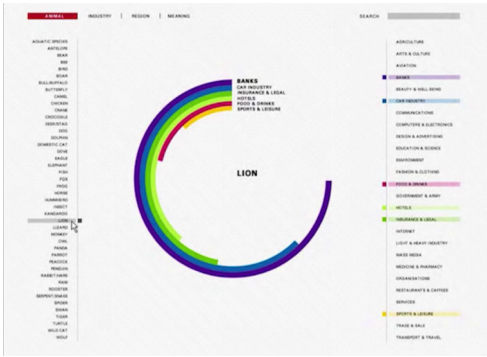 ANIMAL
INDUSTRY
REGION
MEANING
SEARCH
AQUATIC SPECIES
ANTELOPE
BEAR
BEE
BIRD
BOAR
BULL/BUFFALO
BUTTERFLY
CAMEL
CHICKEN
CRANE
CROCODILE
DEER/STAG
DOG
DOLPHIN
DOMESTIC CAT
DOVE
EAGLE
ELEPHANT
FISH
FOX
FROG
HORSE
HUMMINGBIRD
INSECT
KANGAROO
LION
LIZARD
MONKEY
OWL
PANDA
PARROT
PEACOCK
PENGUIN
RABBIT/HARE
RAM
ROOSTER
SERPENT/SNAKE
SPIDER
SWAN
TIGER
TURTLE
WILD CAT
WOLF
BANKS
CAR INDUSTRY
INSURANCE & LEGAL
HOTELS
FOOD & DRINKS
SPORTS & LEISURE
LION
AGRICULTURE
ARTS & CULTURE
AVIATION
BANKS
BEAUTY & WELL-BEING
CAR INDUSTRY
COMMUNICATIONS
COMPUTERS & ELECTRONICS
DESIGN & ADVERTISING
EDUCATION & SCIENCE
ENVIRONMENT
FASHION & CLOTHING
FOOD & DRINKS
GOVERNMENT & ARMY
HOTELS
INSURANCE & LEGAL
INTERNET
LIGHT & HEAVY INDUSTRY
MASS MEDIA
MEDICINE & PHARMACY
ORGANISATIONS
RESTAURANTS & CAFFEES
SERVICES
SPORTS & LEISURE
TRADE & SALE
TRANSPORT & TRAVEL